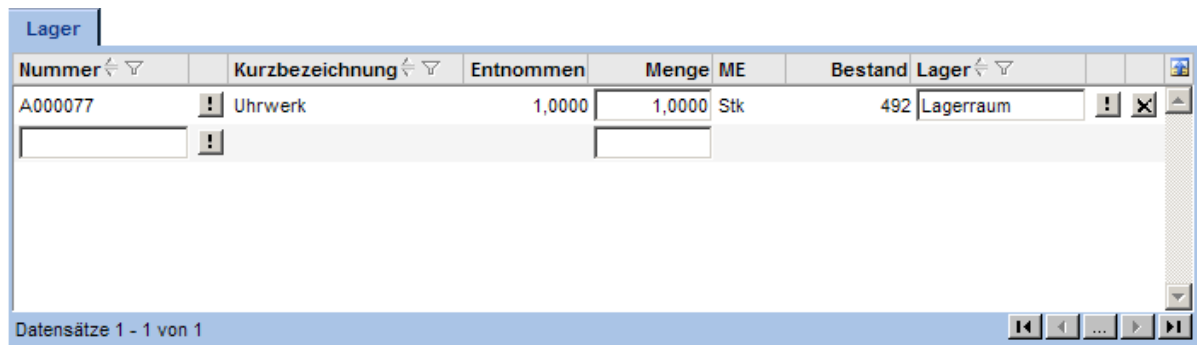 Lager
Nummer Kurzbezeichnung Entnommen Menge ME Bestand Lager
A000077 ! Uhrwerk 1,0000 1,0000 Stk 492 Lagerraum !
!
Datensätze 1 - 1 von 1 ...